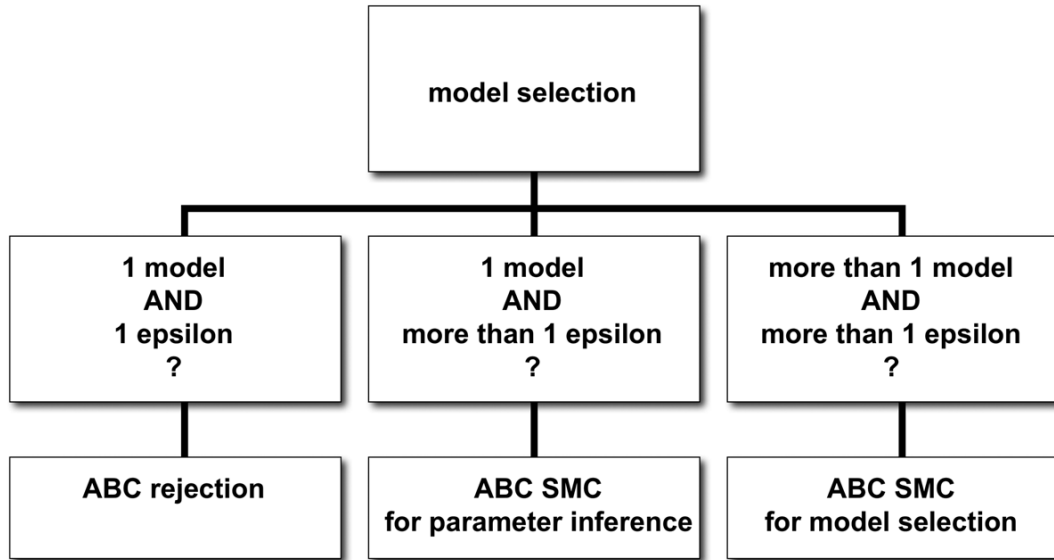 model selection
1 model
AND
1 epsilon
?
1 model
AND
more than 1 epsilon
?
more than 1 model
AND
more than 1 epsilon
?
ABC rejection
ABC SMC
for parameter inference
ABC SMC
for model selection